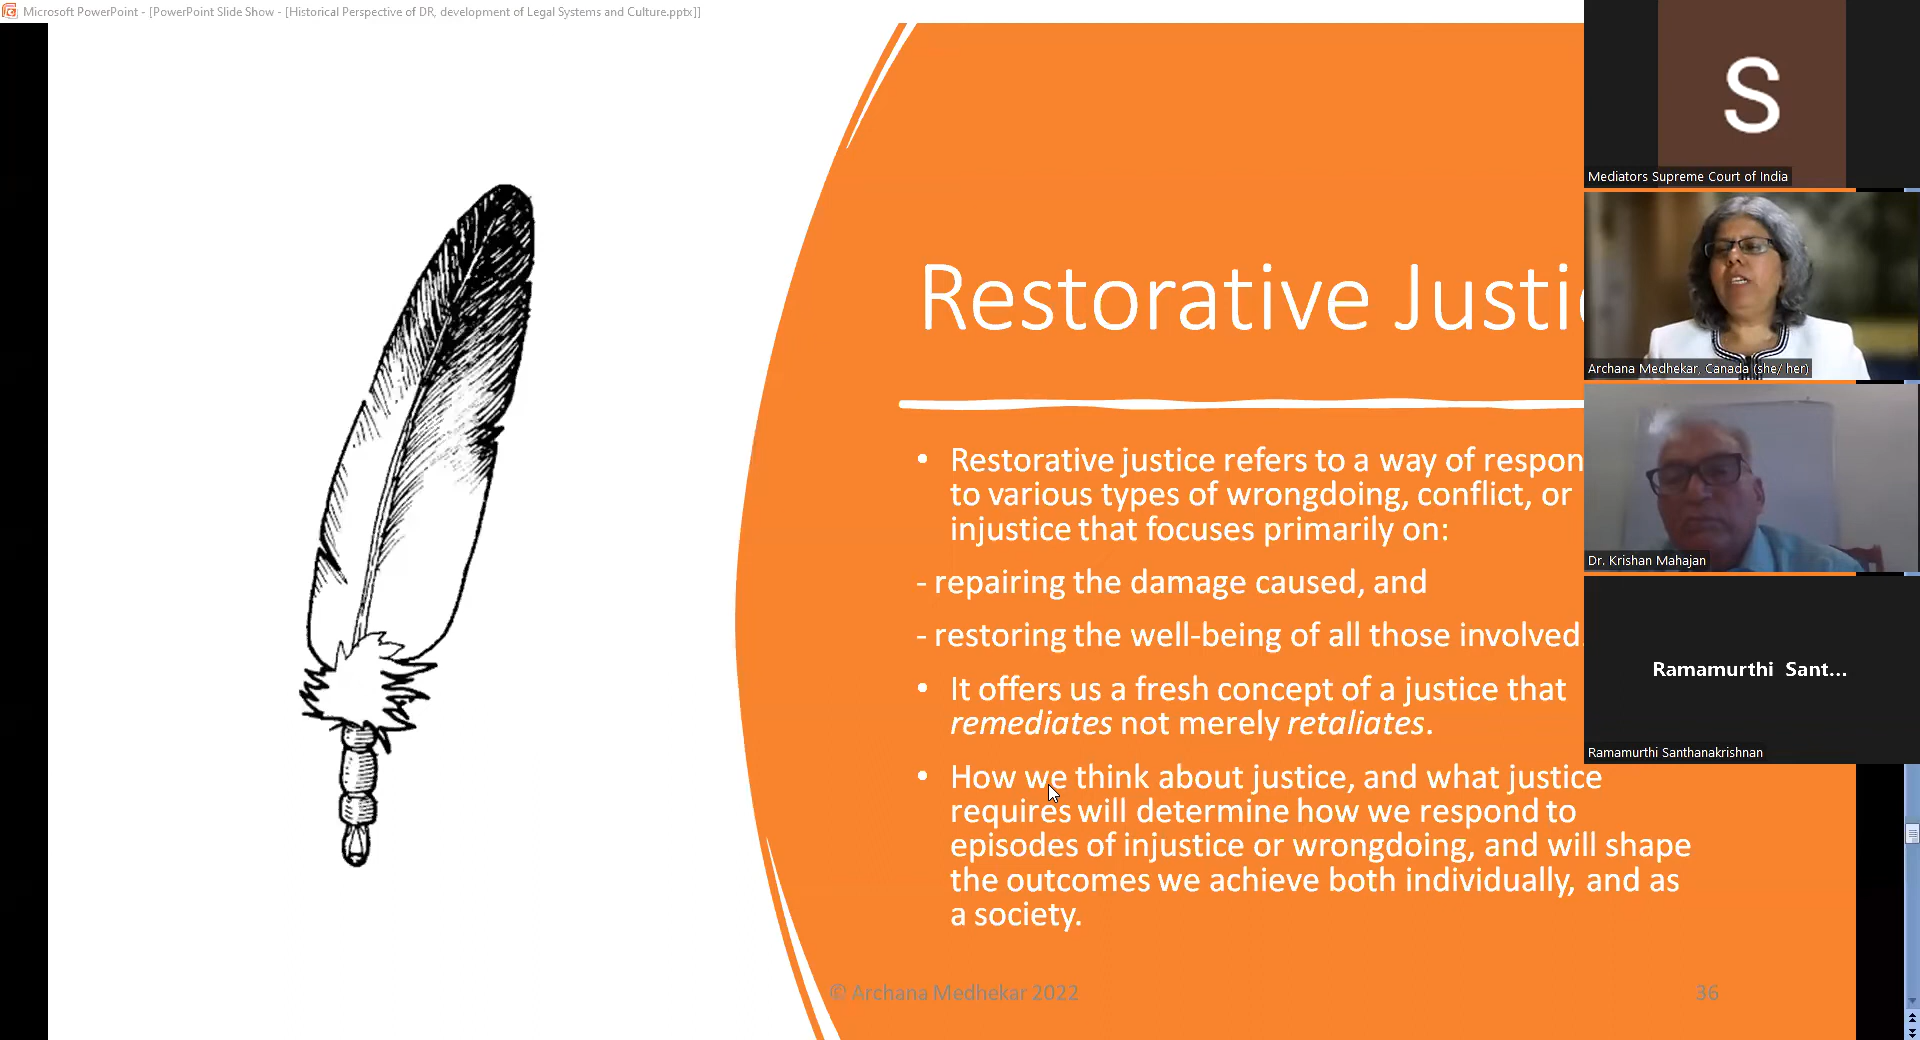 Microsoft PowerPoint - [PowerPoint Slide Show - [Historical Perspective of DR, development of Legal Systems and Culture.pptx]]
Restorative Justi
• Restorative justice refers to a way of respon
to various types of wrongdoing, conflict, or
injustice that focuses primarily on:
- repairing the damage caused, and
- restoring the well-being of all those involved.
• It offers us a fresh concept of a justice that
remediates not merely retaliates.
• How we think about justice, and what justice
requires will determine how we respond to
episodes of injustice or wrongdoing, and will shape
the outcomes we achieve both individually, and as
a society.
© Archana Medhekar 2022
36
S
Mediators Supreme Court of India
Archana Medhekar, Canada (she/ her)
Dr. Krishan Mahajan
Ramamurthi Sant...
Ramamurthi Santhanakrishnan